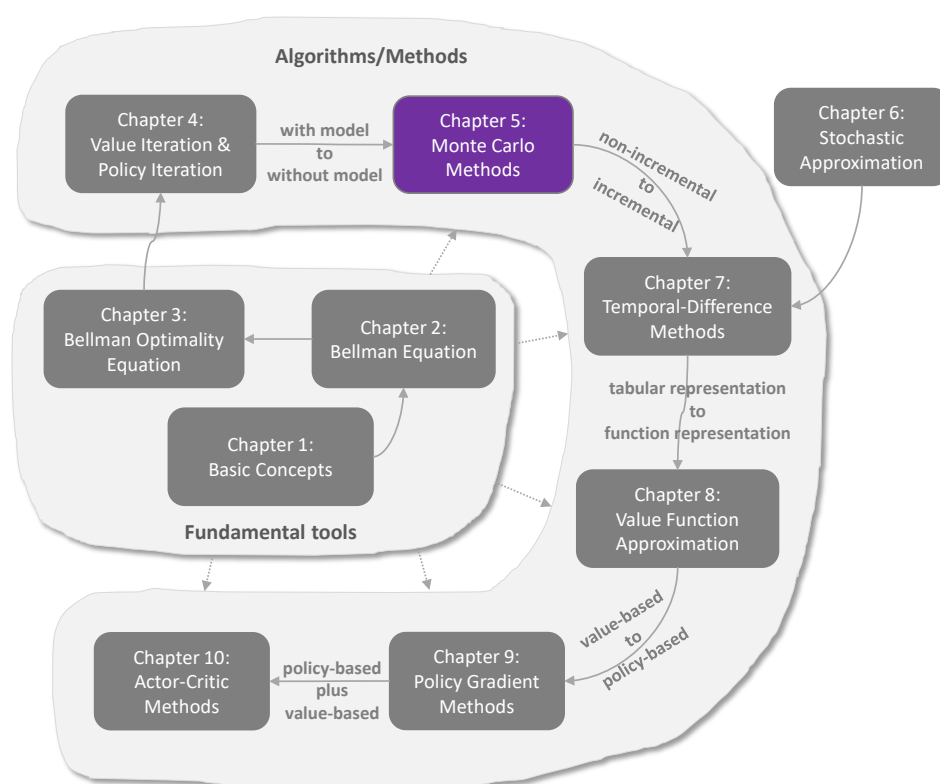 Algorithms/Methods
Chapter 4:
Value Iteration &
Policy Iteration
with model
to
without model
Chapter 5:
Monte Carlo
Methods
non-incremental
to
incremental
Chapter 6:
Stochastic
Approximation
Chapter 3:
Bellman Optimality
Equation
Chapter 2:
Bellman Equation
Chapter 7:
Temporal-Difference
Methods
Chapter 1:
Basic Concepts
Fundamental tools
tabular representation
to
function representation
Chapter 8:
Value Function
Approximation
value-based
to
policy-based
Chapter 9:
Policy Gradient
Methods
policy-based
plus
value-based
Chapter 10:
Actor-Critic
Methods